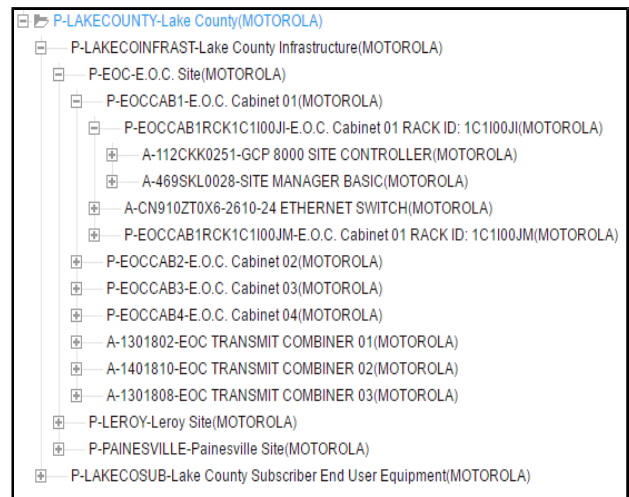 P-LAKECOUNTY-Lake County(MOTOROLA)
P-LAKECOINFRAST-Lake County Infrastructure(MOTOROLA)
P-EOC-E.O.C. Site(MOTOROLA)
P-EOCCAB1-E.O.C. Cabinet 01(MOTOROLA)
P-EOCCAB1RCK1C1I00JI-E.O.C. Cabinet 01 RACK ID: 1C1I00JI(MOTOROLA)
A-112CKK0251-GCP 8000 SITE CONTROLLER(MOTOROLA)
A-469SKL0028-SITE MANAGER BASIC(MOTOROLA)
A-CN910ZT0X6-2610-24 ETHERNET SWITCH(MOTOROLA)
P-EOCCAB1RCK1C1I00JM-E.O.C. Cabinet 01 RACK ID: 1C1I00JM(MOTOROLA)
P-EOCCAB2-E.O.C. Cabinet 02(MOTOROLA)
P-EOCCAB3-E.O.C. Cabinet 03(MOTOROLA)
P-EOCCAB4-E.O.C. Cabinet 04(MOTOROLA)
A-1301802-EOC TRANSMIT COMBINER 01(MOTOROLA)
A-1401810-EOC TRANSMIT COMBINER 02(MOTOROLA)
A-1301808-EOC TRANSMIT COMBINER 03(MOTOROLA)
P-LEROY-Leroy Site(MOTOROLA)
P-PAINESVILLE-Painesville Site(MOTOROLA)
P-LAKECOSUB-Lake County Subscriber End User Equipment(MOTOROLA)